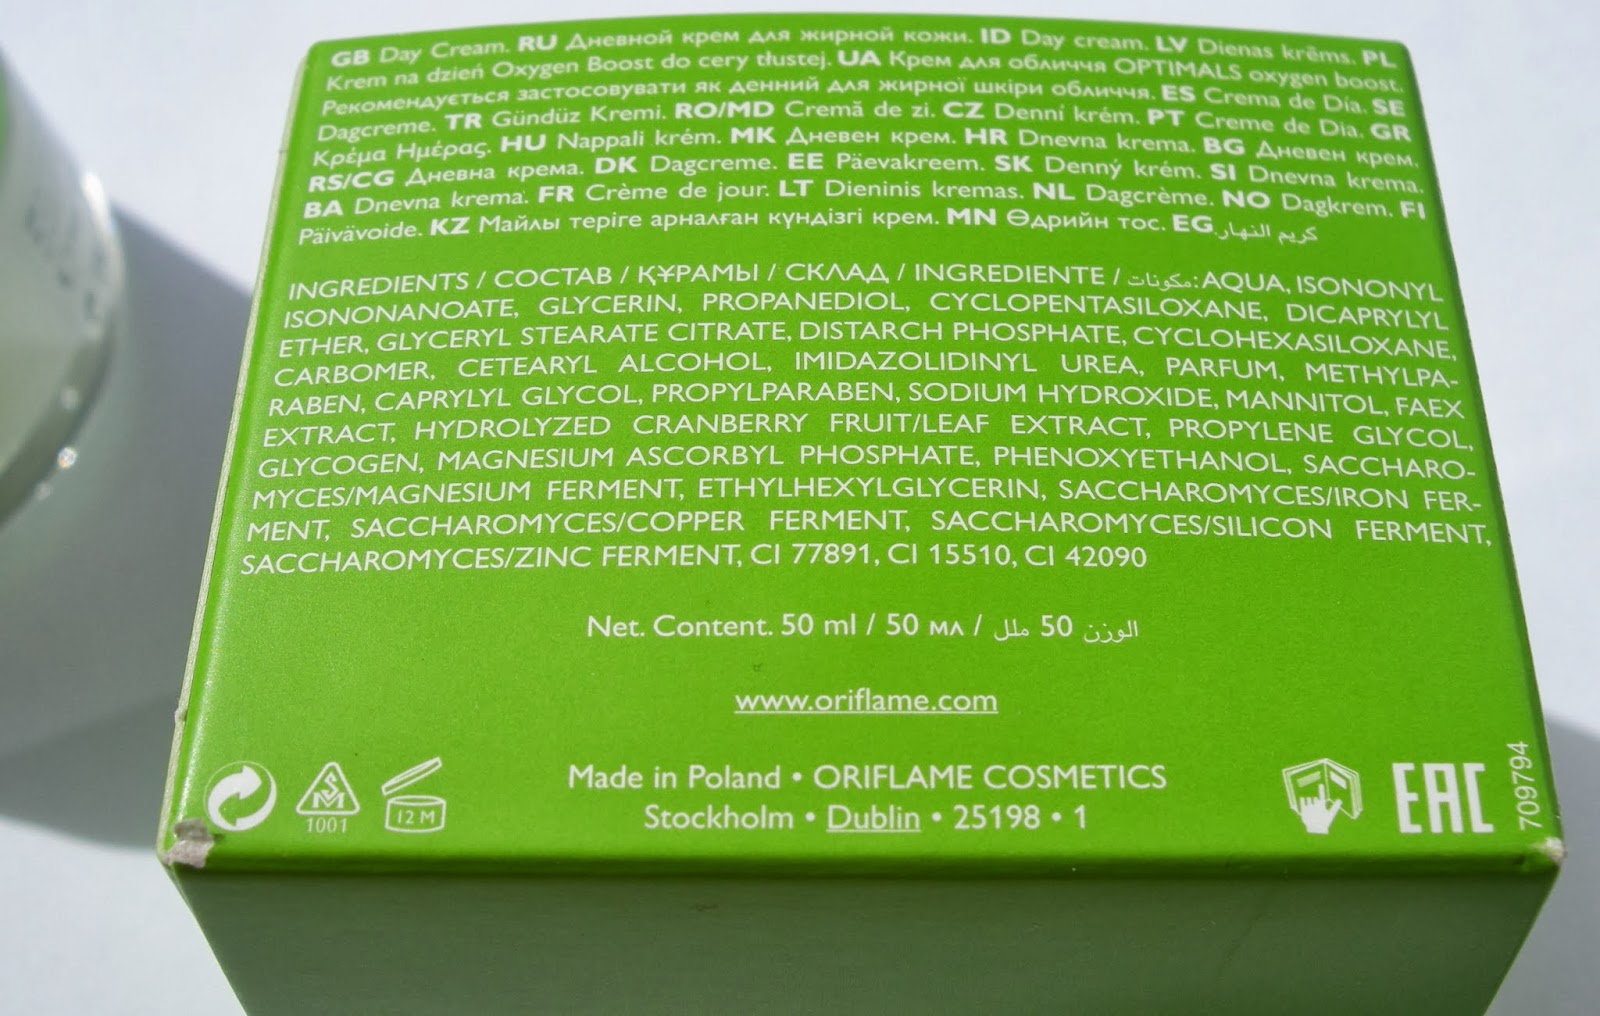 GB Day Cream. RU Дневной крем для жирной кожи. ID Day cream. LV Dienas krēms. PL
Krem na dzień Oxygen Boost do cery tłustej. UA Крем для обличчя OPTIMALS oxygen boost.
Рекомендується застосовувати як денний для жирної шкіри обличчя. ES Crema de Día. SE
Dagcreme. TR Gündüz Kremi. RO/MD Cremă de zi. CZ Denní krém. PT Creme de Dia. GR
Κρέμα Ημέρας. HU Nappali krém. MK Дневен крем. HR Dnevna krema. BG Дневен крем.
RS/CG Дневна крема. DK Dagcreme. EE Päevakreem. SK Denný krém. SI Dnevna krema.
BA Dnevna krema. FR Crème de jour. LT Dieninis kremas. NL Dagcrème. NO Dagkrem. FI
Päivävoide. KZ Майлы теріге арналған күндізгі крем. MN Өдрийн тос. EG كريم النهار.
INGREDIENTS / СОСТАВ / ҚҰРАМЫ / СКЛАД / INGREDIENTE / مكونات: AQUA, ISONONYL
ISONONANOATE, GLYCERIN, PROPANEDIOL, CYCLOPENTASILOXANE, DICAPRYLYL
ETHER, GLYCERYL STEARATE CITRATE, DISTARCH PHOSPHATE, CYCLOHEXASILOXANE,
CARBOMER, CETEARYL ALCOHOL, IMIDAZOLIDINYL UREA, PARFUM, METHYLPA-
RABEN, CAPRYLYL GLYCOL, PROPYLPARABEN, SODIUM HYDROXIDE, MANNITOL, FAEX
EXTRACT, HYDROLYZED CRANBERRY FRUIT/LEAF EXTRACT, PROPYLENE GLYCOL,
GLYCOGEN, MAGNESIUM ASCORBYL PHOSPHATE, PHENOXYETHANOL, SACCHARO-
MYCES/MAGNESIUM FERMENT, ETHYLHEXYLGLYCERIN, SACCHAROMYCES/IRON FER-
MENT, SACCHAROMYCES/COPPER FERMENT, SACCHAROMYCES/SILICON FERMENT,
SACCHAROMYCES/ZINC FERMENT, CI 77891, CI 15510, CI 42090
Net. Content. 50 ml / 50 мл / الوزن 50 ملل
www.oriflame.com
Made in Poland • ORIFLAME COSMETICS
Stockholm • Dublin • 25198 • 1
SM
1001
12 M
EAC
709794